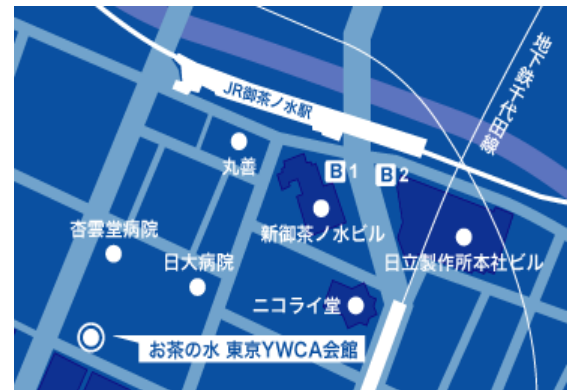 JR御茶ノ水駅
地下鉄千代田線
丸善
B1
B2
新御茶ノ水ビル
杏雲堂病院
日大病院
日立製作所本社ビル
ニコライ堂
お茶の水 東京YWCA会館